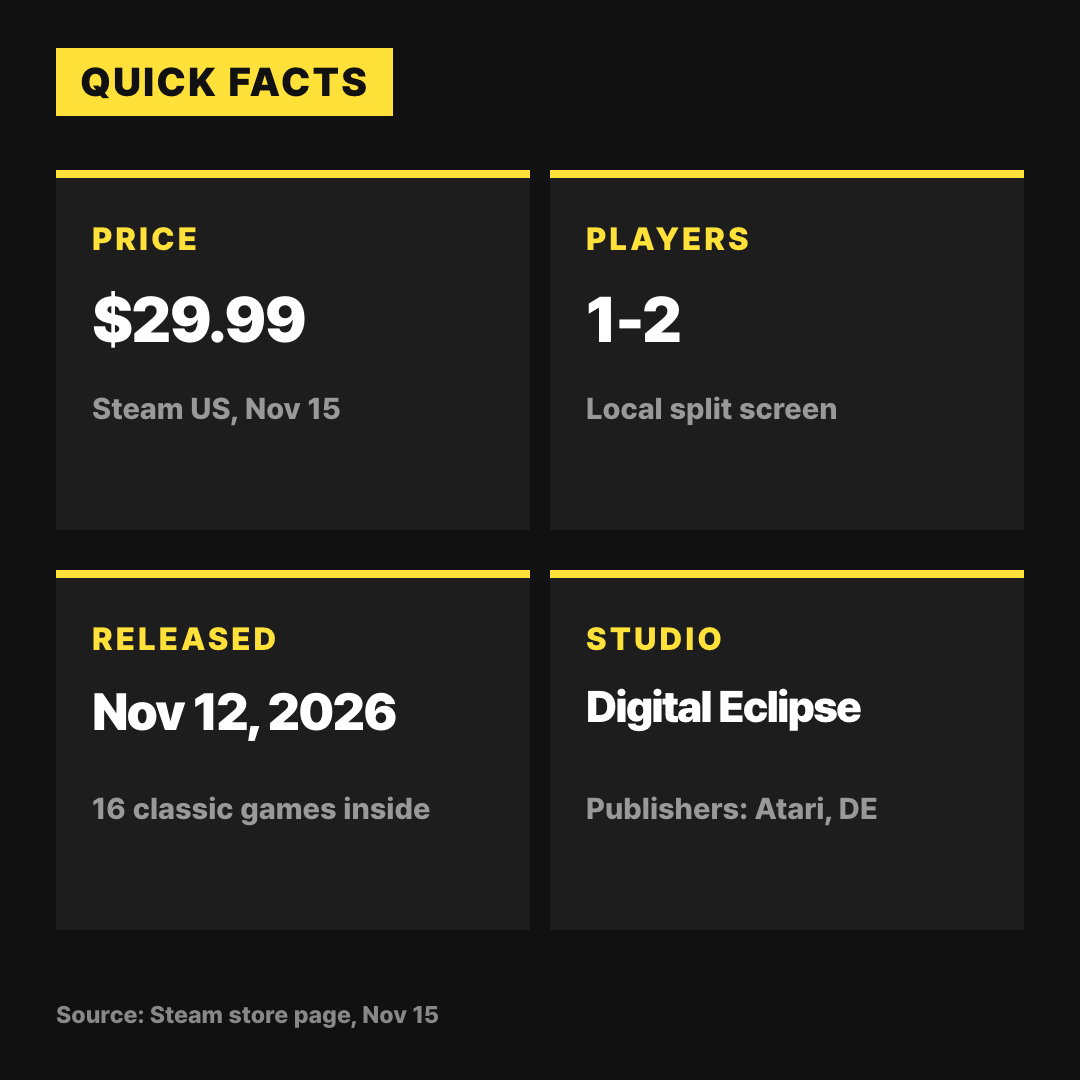 QUICK FACTS
PRICE
$29.99
Steam US, Nov 15
PLAYERS
1-2
Local split screen
RELEASED
Nov 12, 2026
16 classic games inside
STUDIO
Digital Eclipse
Publishers: Atari, DE
Source: Steam store page, Nov 15